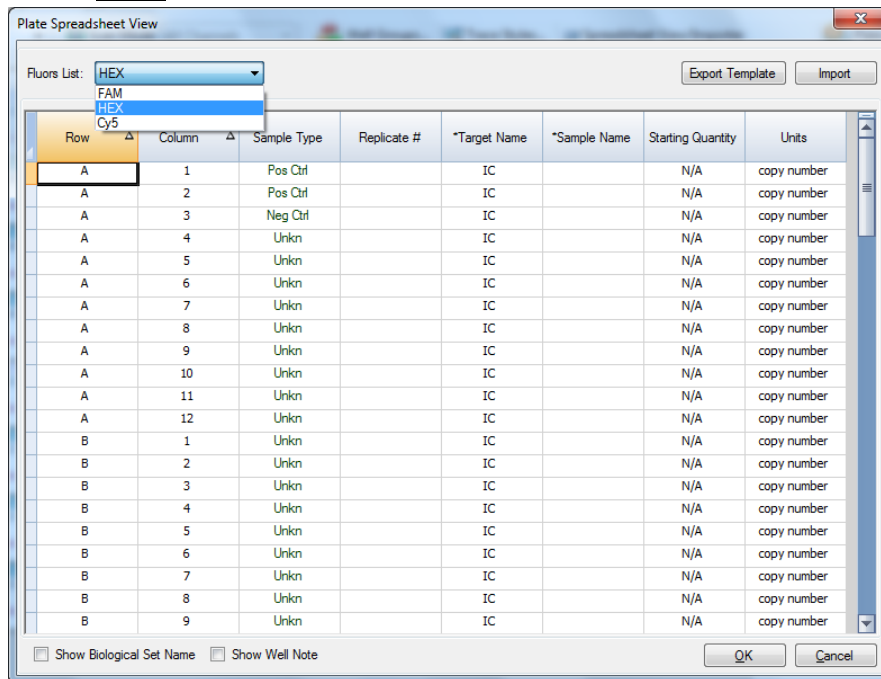 Plate Spreadsheet View
Fluors List: HEX Export Template Import
FAM
HEX
Cy5
Row Column Sample Type Replicate # *Target Name *Sample Name Starting Quantity Units
A 1 Pos Ctrl IC N/A copy number
A 2 Pos Ctrl IC N/A copy number
A 3 Neg Ctrl IC N/A copy number
A 4 Unkn IC N/A copy number
A 5 Unkn IC N/A copy number
A 6 Unkn IC N/A copy number
A 7 Unkn IC N/A copy number
A 8 Unkn IC N/A copy number
A 9 Unkn IC N/A copy number
A 10 Unkn IC N/A copy number
A 11 Unkn IC N/A copy number
A 12 Unkn IC N/A copy number
B 1 Unkn IC N/A copy number
B 2 Unkn IC N/A copy number
B 3 Unkn IC N/A copy number
B 4 Unkn IC N/A copy number
B 5 Unkn IC N/A copy number
B 6 Unkn IC N/A copy number
B 7 Unkn IC N/A copy number
B 8 Unkn IC N/A copy number
B 9 Unkn IC N/A copy number
Show Biological Set Name Show Well Note OK Cancel